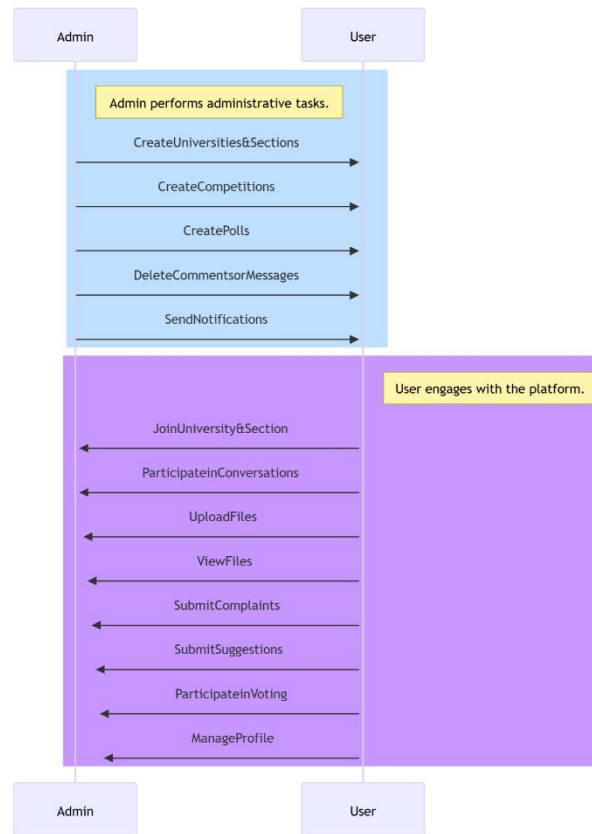 Admin
User
Admin performs administrative tasks.
CreateUniversities&Sections
CreateCompetitions
CreatePolls
DeleteCommentsorMessages
SendNotifications
User engages with the platform.
JoinUniversity&Section
ParticipateinConversations
UploadFiles
ViewFiles
SubmitComplaints
SubmitSuggestions
ParticipateinVoting
ManageProfile
Admin
User